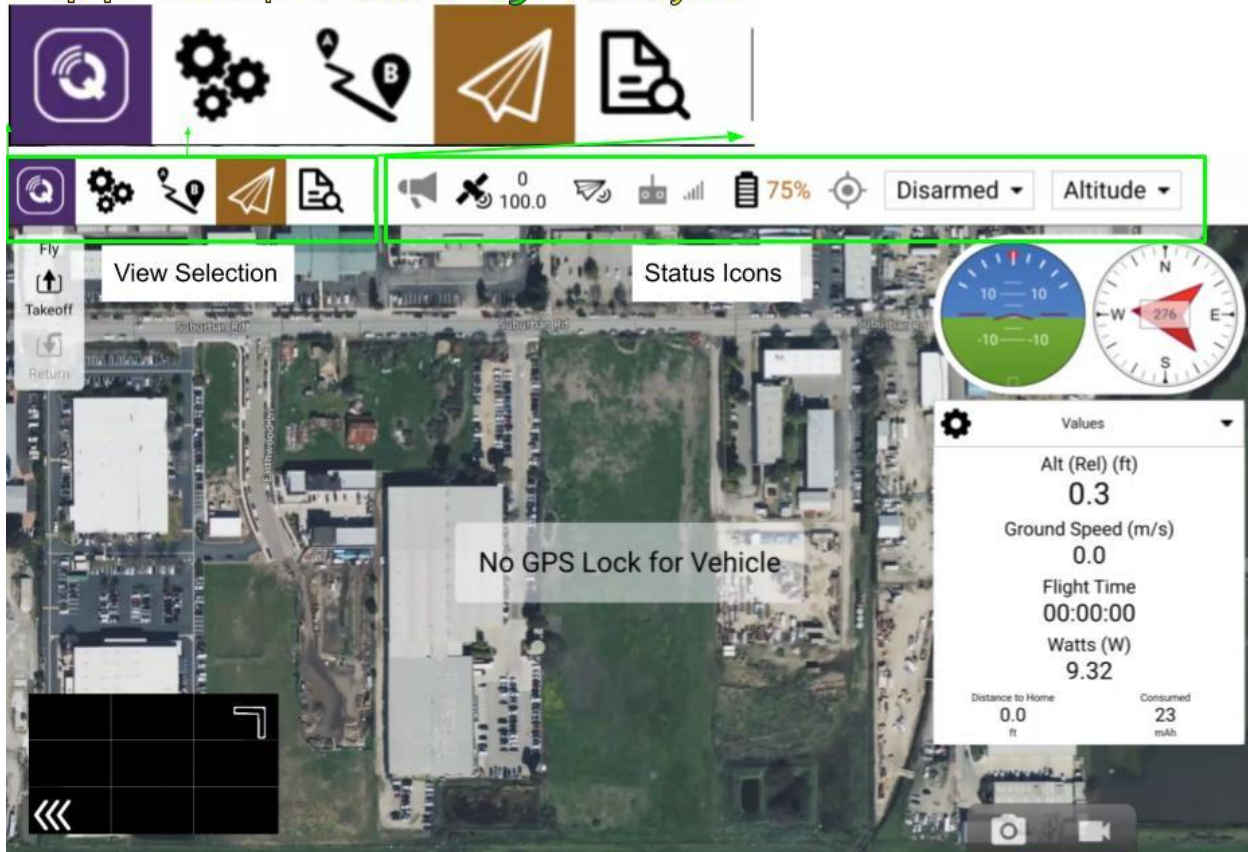 Q
A
B
Q
A
B
0
100.0
75%
Disarmed
Altitude
Fly
View Selection
Status Icons
Takeoff
Return
Suburban Rd
Suburban Rd
Suburban Rd
10
10
-10
-10
N
W
276
E
S
Values
Alt (Rel) (ft)
0.3
Ground Speed (m/s)
0.0
No GPS Lock for Vehicle
Flight Time
00:00:00
Watts (W)
9.32
Distance to Home
Consumed
0.0
23
ft
mAh